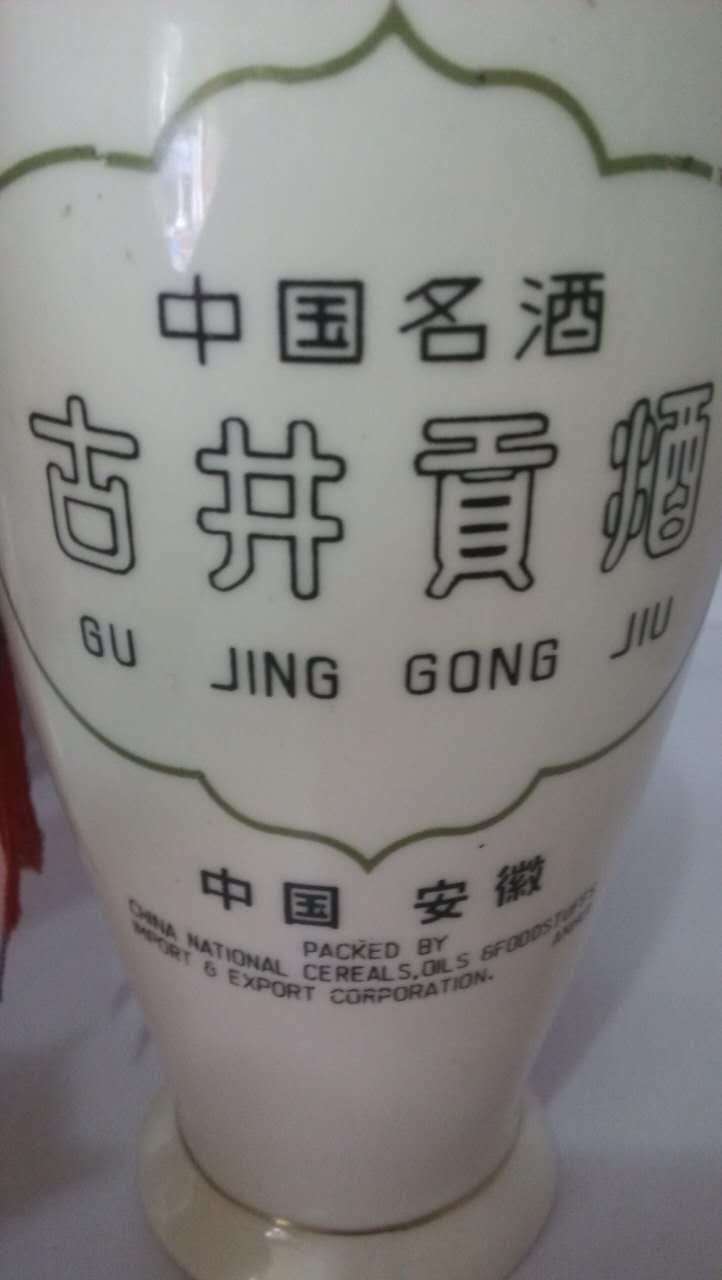 中国名酒
古井貢酒
GU JING GONG JIU
中国 安徽
PACKED BY
CHINA NATIONAL CEREALS,OILS &FOODSTUFFS
IMPORT & EXPORT CORPORATION.